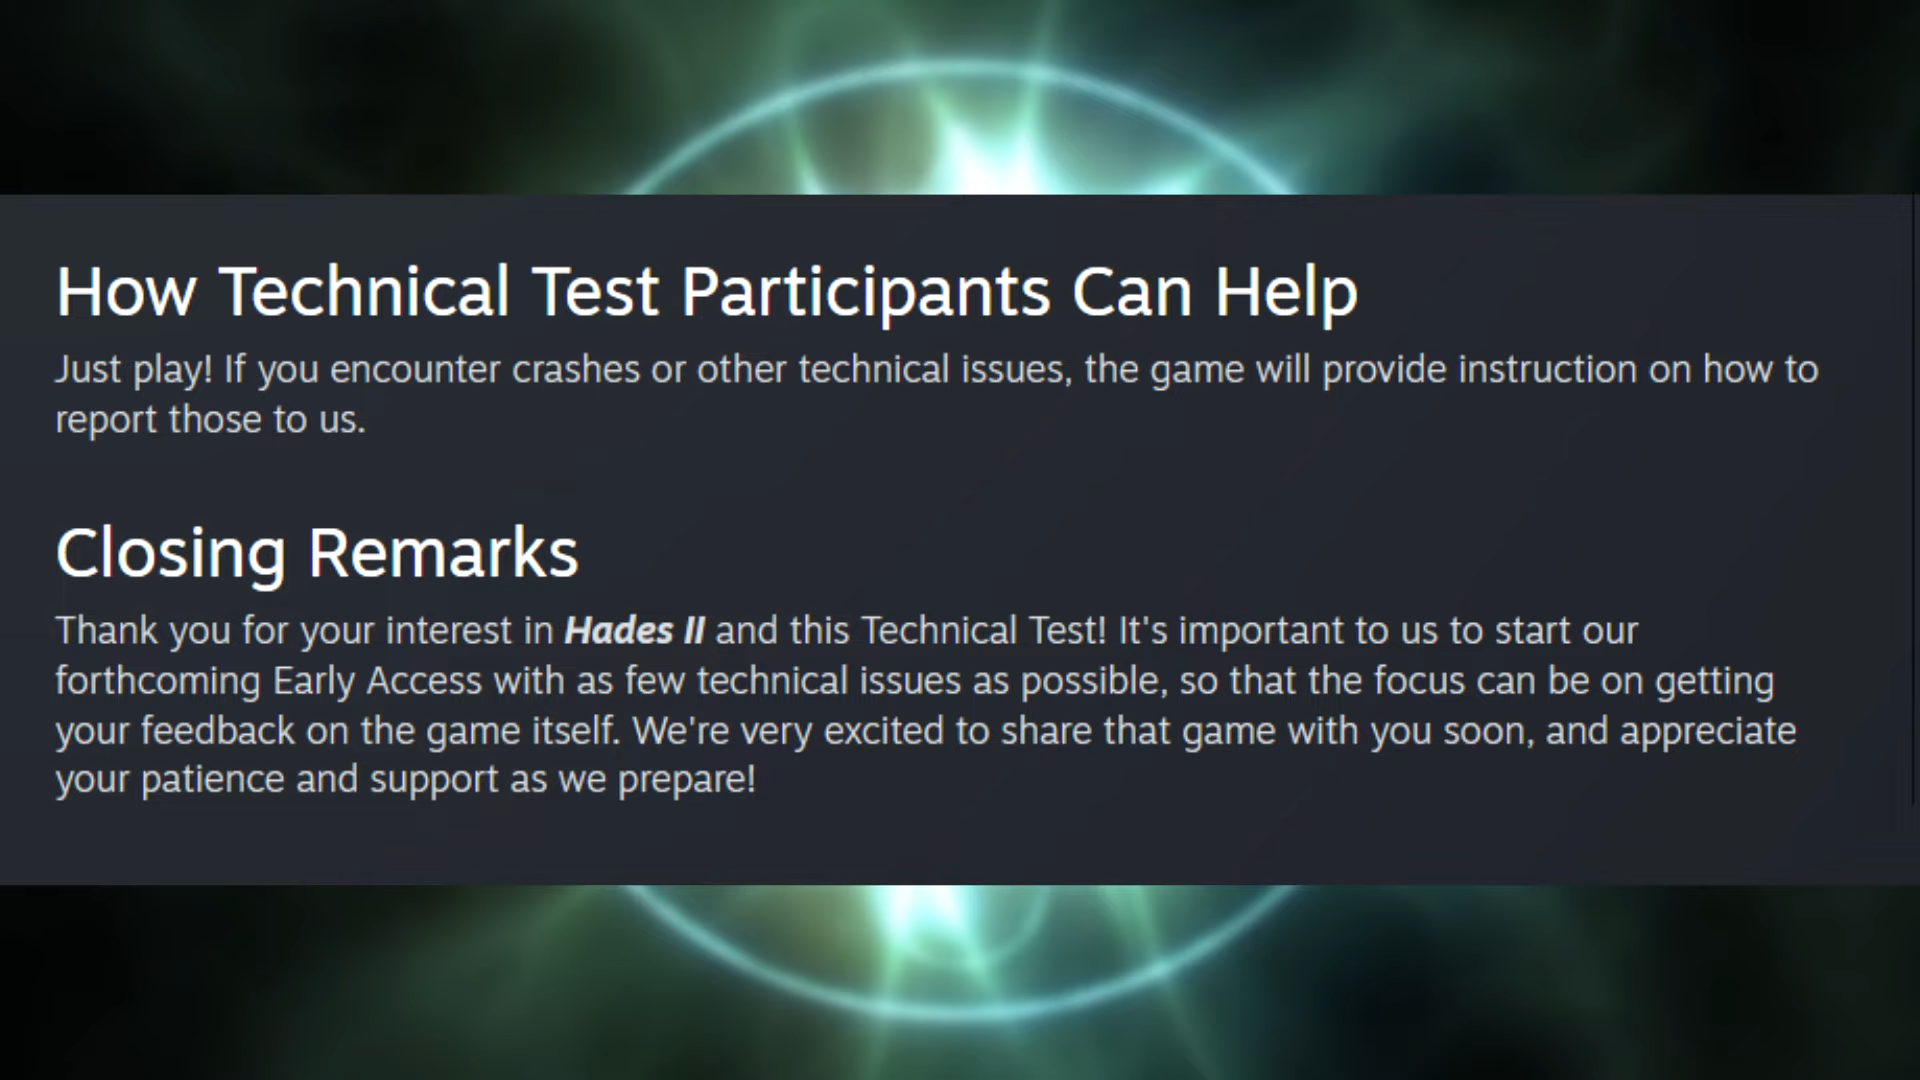 How Technical Test Participants Can Help
Just play! If you encounter crashes or other technical issues, the game will provide instruction on how to
report those to us.
Closing Remarks
Thank you for your interest in Hades II and this Technical Test! It's important to us to start our
forthcoming Early Access with as few technical issues as possible, so that the focus can be on getting
your feedback on the game itself. We're very excited to share that game with you soon, and appreciate
your patience and support as we prepare!